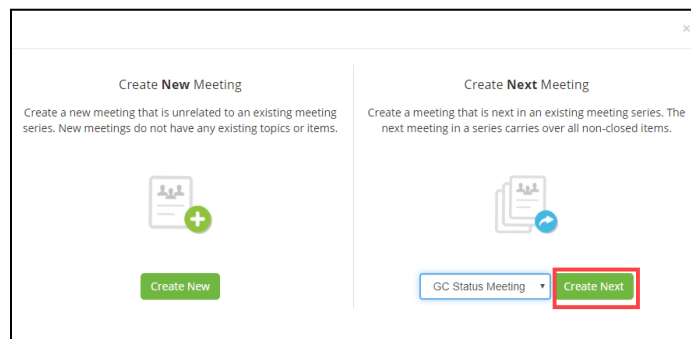 ×
Create New Meeting
Create a new meeting that is unrelated to an existing meeting
series. New meetings do not have any existing topics or items.
Create New
Create Next Meeting
Create a meeting that is next in an existing meeting series. The
next meeting in a series carries over all non-closed items.
GC Status Meeting
Create Next